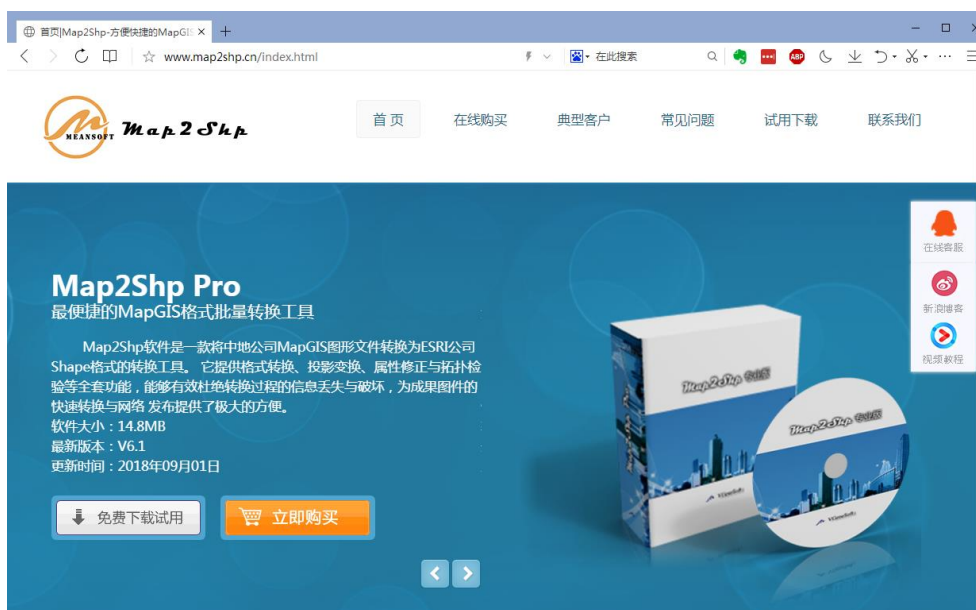 首页|Map2Shp-方便快捷的MapGIS
www.map2shp.cn/index.html
在此搜索
ABP
MEANSOFT
Map2Shp
首 页
在线购买
典型客户
常见问题
试用下载
联系我们
在线客服
新浪博客
视频教程
Map2Shp Pro
最便捷的MapGIS格式批量转换工具
Map2Shp软件是一款将中地公司MapGIS图形文件转换为ESRI公司
Shape格式的转换工具。 它提供格式转换、投影变换、属性修正与拓扑检
验等全套功能，能够有效杜绝转换过程的信息丢失与破坏，为成果图件的
快速转换与网络 发布提供了极大的方便。
软件大小：14.8MB
最新版本：V6.1
更新时间：2018年09月01日
免费下载试用
立即购买
Map2Shp 专业版
Map2Shp 专业版